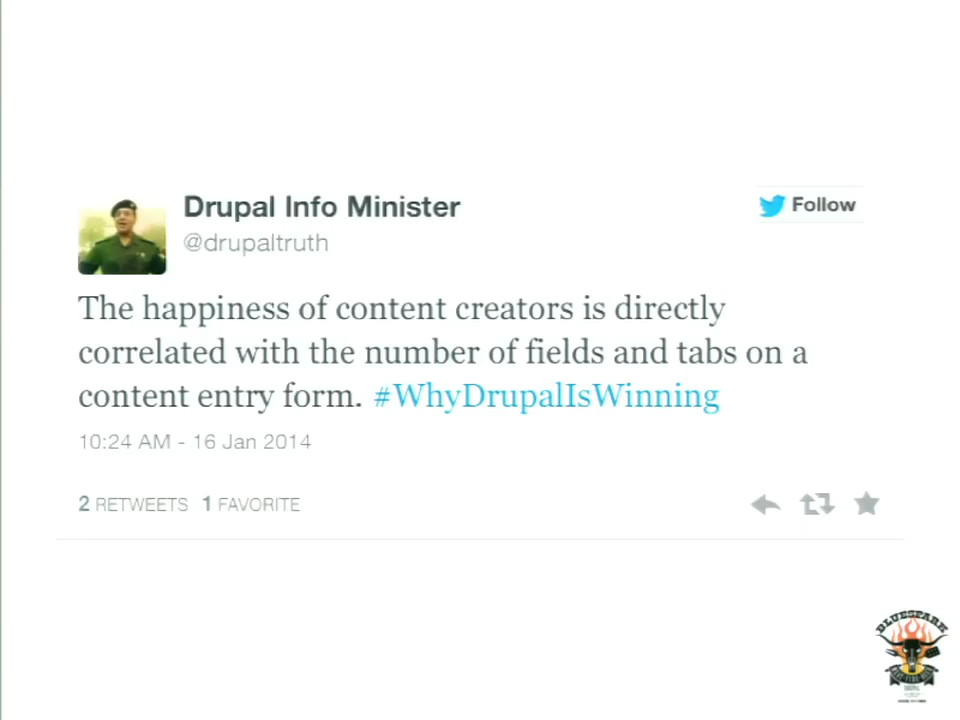 Drupal Info Minister
Follow
@drupaltruth
The happiness of content creators is directly
correlated with the number of fields and tabs on a
content entry form. #WhyDrupalIsWinning
10:24 AM - 16 Jan 2014
2 RETWEETS 1 FAVORITE
BLUESPARK